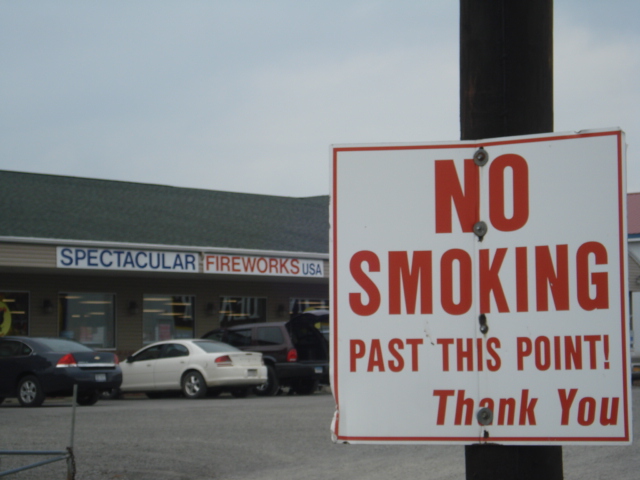 SPECTACULAR FIREWORKS USA
NO
SMOKING
PAST THIS POINT!
Thank You